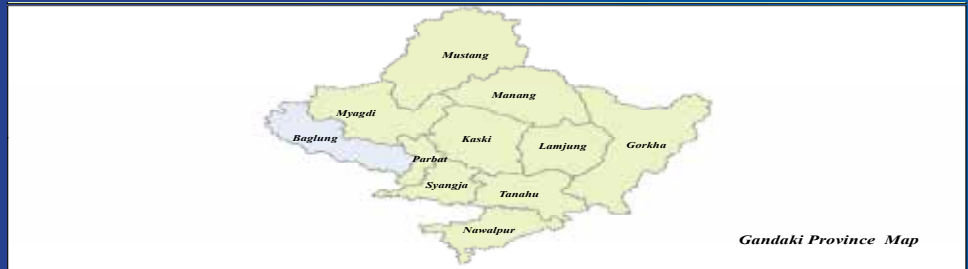 Mustang
Manang
Myagdi
Baglung
Kaski
Lamjung
Gorkha
Parbat
Syangja
Tanahu
Nawalpur
Gandaki Province Map